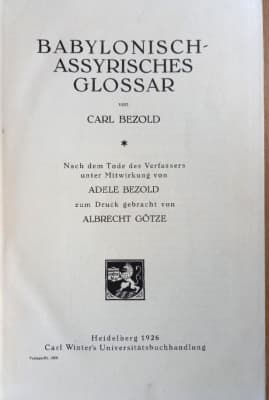 BABYLONISCH-
ASSYRISCHES
GLOSSAR
von
CARL BEZOLD
*
Nach dem Tode des Verfassers
unter Mitwirkung von
ADELE BEZOLD
zum Druck gebracht von
ALBRECHT GÖTZE
Heidelberg 1926
Carl Winter's Universitätsbuchhandlung